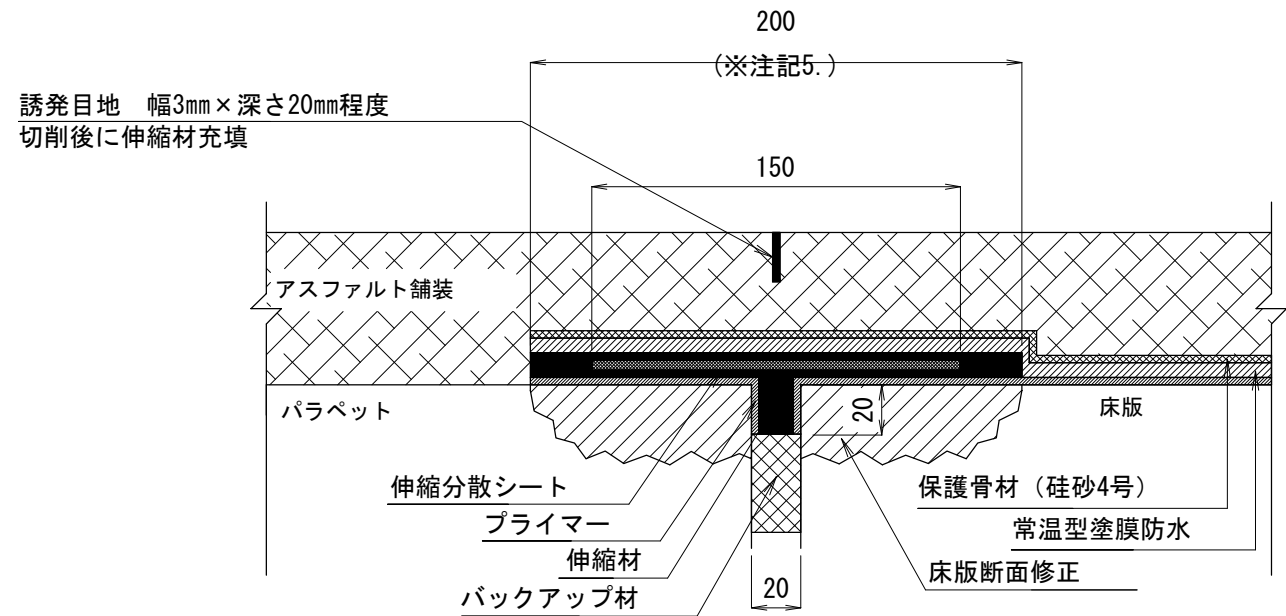 200
(※注記5.)
誘発目地　幅3㎜×深さ20㎜程度
切削後に伸縮材充填
150
アスファルト舗装
パラペット
20
床版
伸縮分散シート
保護骨材（硅砂4号）
プライマー
常温型塗膜防水
伸縮材
床版断面修正
バックアップ材
20